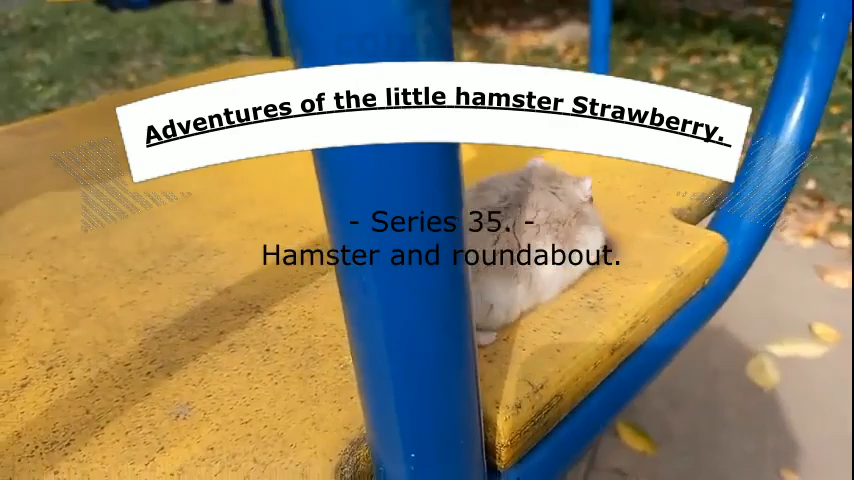 Adventures of the little hamster Strawberry.
- Series 35. -
Hamster and roundabout.